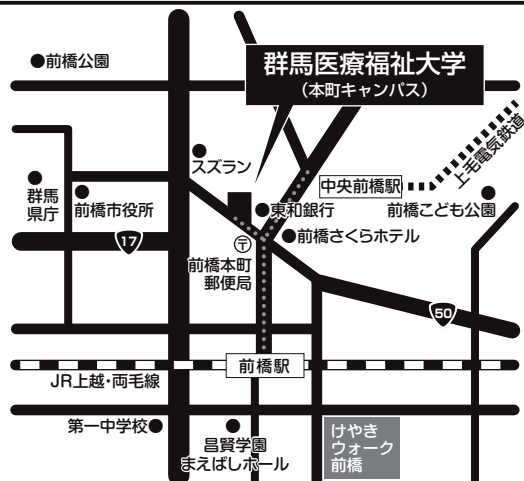 ●前橋公園
群馬医療福祉大学
（本町キャンパス）
上毛電気鉄道
スズラン
中央前橋駅
群馬
県庁
前橋市役所
東和銀行
前橋こども公園
17
〒
前橋さくらホテル
前橋本町
郵便局
50
前橋駅
JR上越・両毛線
第一中学校
昌賢学園
まえばしホール
けやき
ウォーク
前橋